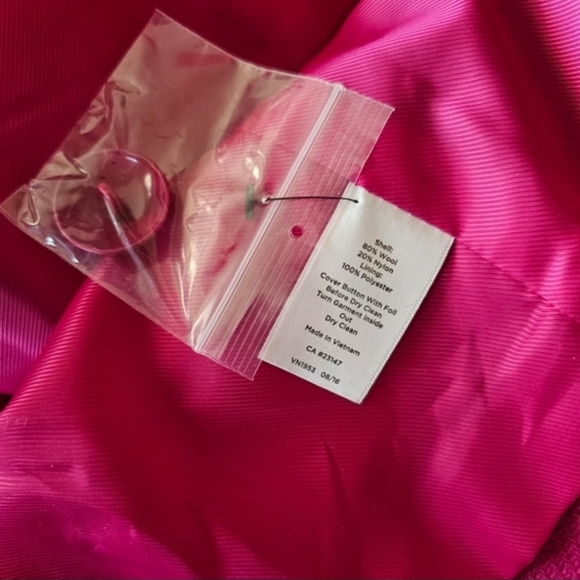 Shell:
80% Wool
20% Nylon
Lining:
100% Polyester
Cover Button With Foil
Before Dry Clean
Turn Garment Inside
Out
Dry Clean
Made In Vietnam
CA #23147
VN1953 08/16